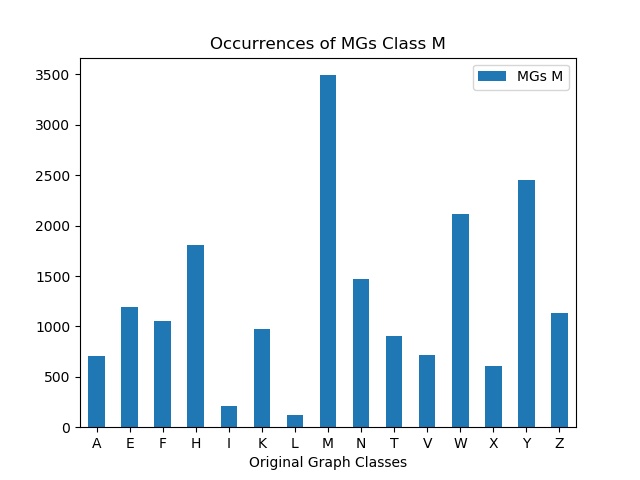 Occurrences of MGs Class M
MGs M
3500
3000
2500
2000
1500
1000
500
0
A E F H I K L M N T V W X Y Z
Original Graph Classes